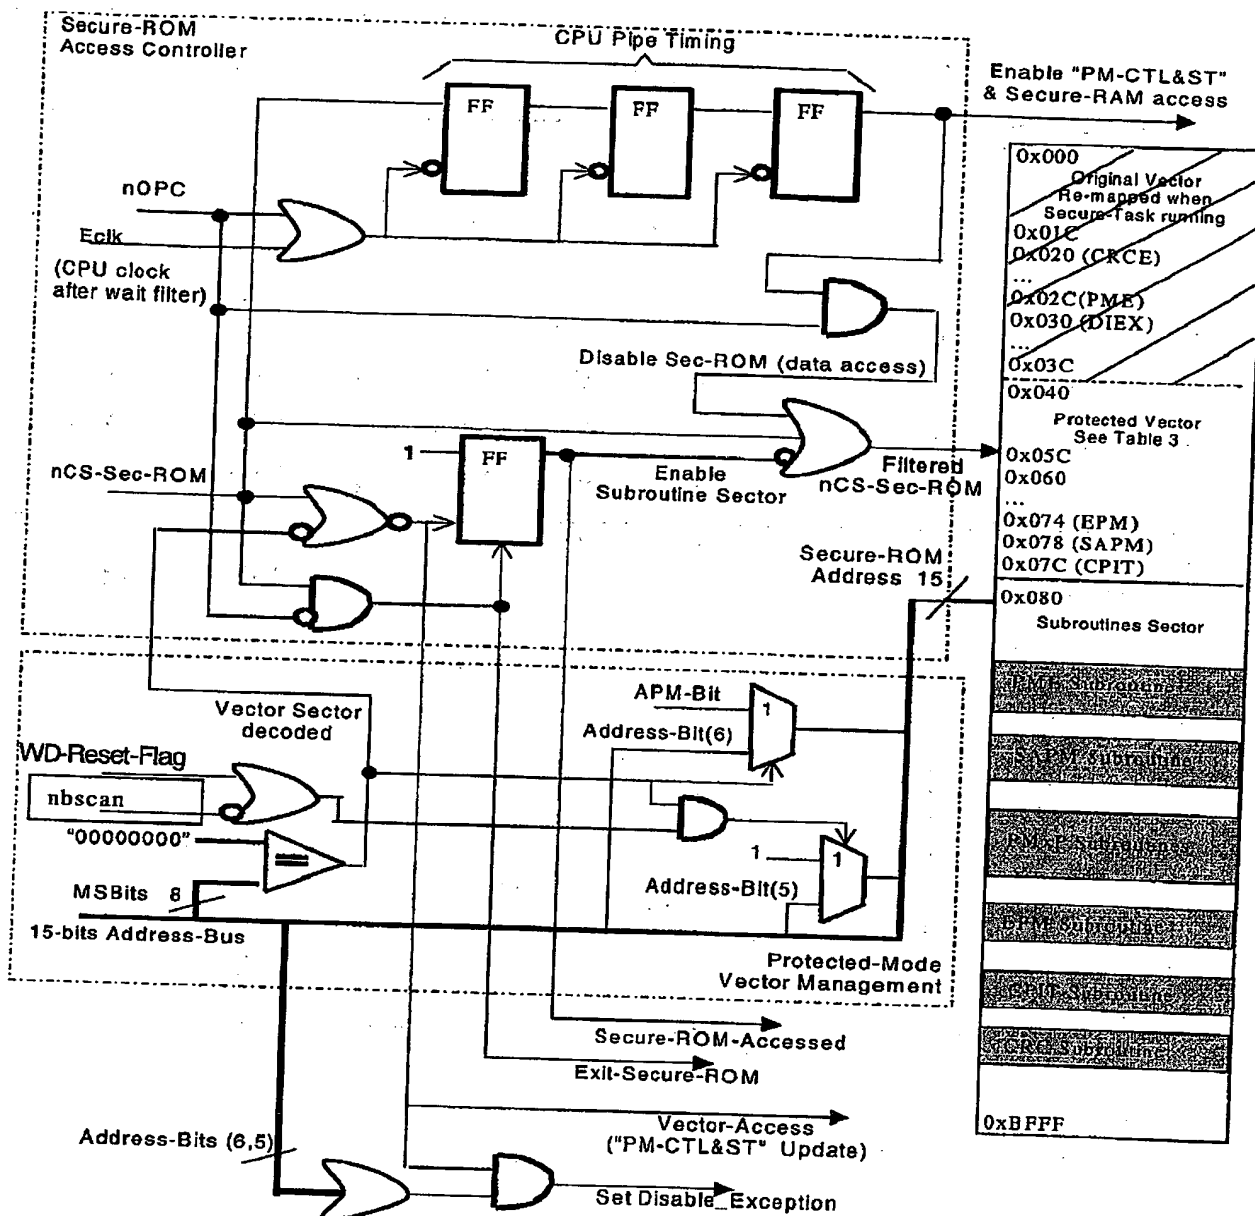 Secure-ROM
Access Controller
CPU Pipe Timing
Enable "PM-CTL&ST"
& Secure-RAM access
FF
FF
FF
nOPC
Eclk
(CPU clock
after wait filter)
0x000
Original Vector
Re-mapped when
Secure-Task running
0x01C
0x020 (CRCE)
...
0x02C(PME)
0x030 (DIEX)
...
0x03C
Disable Sec-ROM (data access)
0x040
Protected Vector
See Table 3
0x05C
0x060
...
0x074 (EPM)
0x078 (SAPM)
0x07C (CPIT)
1
FF
Enable
Subroutine Sector
Filtered
nCS-Sec-ROM
nCS-Sec-ROM
Secure-ROM
Address 15
0x080
Subroutines Sector
APM-Bit
1
Address-Bit(6)
Vector Sector
decoded
WD-Reset-Flag
nbscan
"00000000"
=
1
1
Address-Bit(5)
MSBits 8
15-bits Address-Bus
Protected-Mode
Vector Management
SAPM Subroutine
EPM Subroutine
CPIT Subroutine
Secure-ROM-Accessed
Exit-Secure-ROM
Vector-Access
("PM-CTL&ST" Update)
0xBFFF
Address-Bits (6,5)
Set Disable_Exception